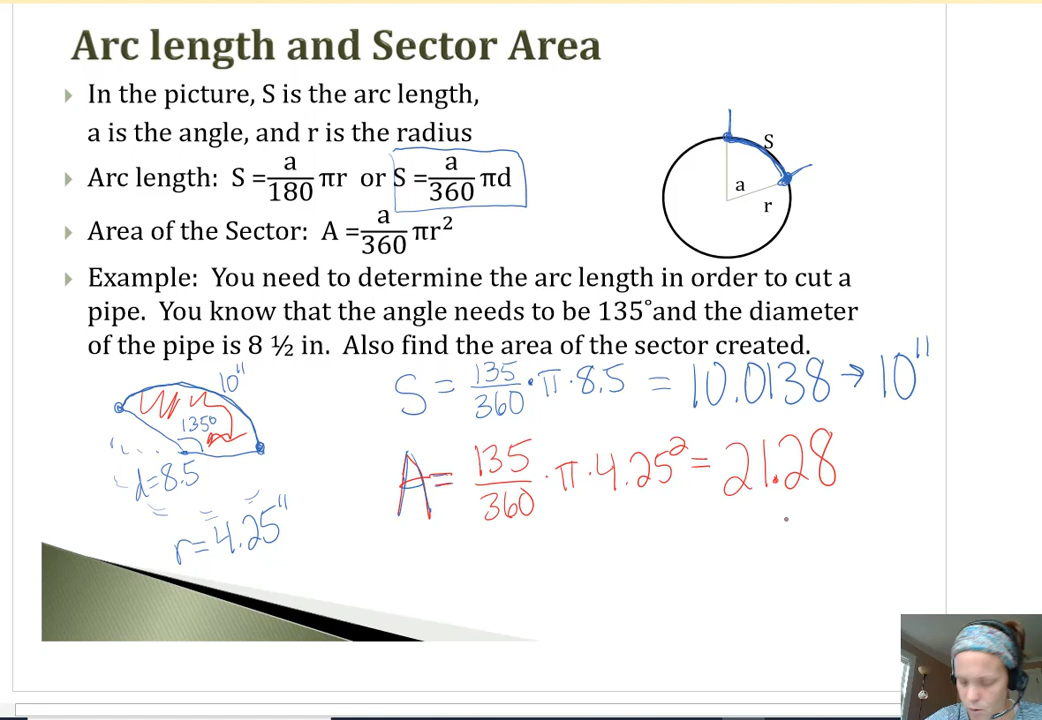 Arc length and Sector Area
In the picture, S is the arc length,
a is the angle, and r is the radius
Arc length: S = a/180 πr or S = a/360 πd
Area of the Sector: A = a/360 πr²
S
a
r
Example: You need to determine the arc length in order to cut a
pipe. You know that the angle needs to be 135° and the diameter
of the pipe is 8 ½ in. Also find the area of the sector created.
10"
135°
d=8.5
r=4.25"
S = 135/360 · π · 8.5 = 10.0138 → 10"
A = 135/360 · π · 4.25² = 21.28